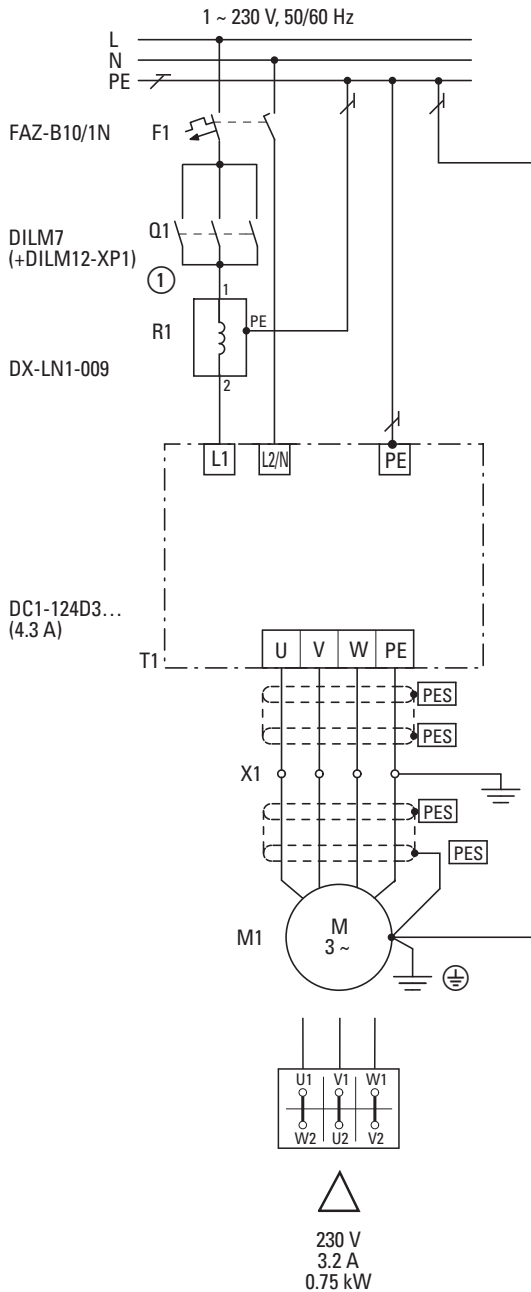 1 ~ 230 V, 50/60 Hz
L
N
PE
FAZ-B10/1N
F1
DILM7
(+DILM12-XP1)
Q1
1
1
R1
PE
DX-LN1-009
2
L1
L2/N
PE
DC1-124D3…
(4.3 A)
T1
U V W PE
PES
PES
X1
PES
PES
M1
M
3 ~
U1 V1 W1
W2 U2 V2
230 V
3.2 A
0.75 kW